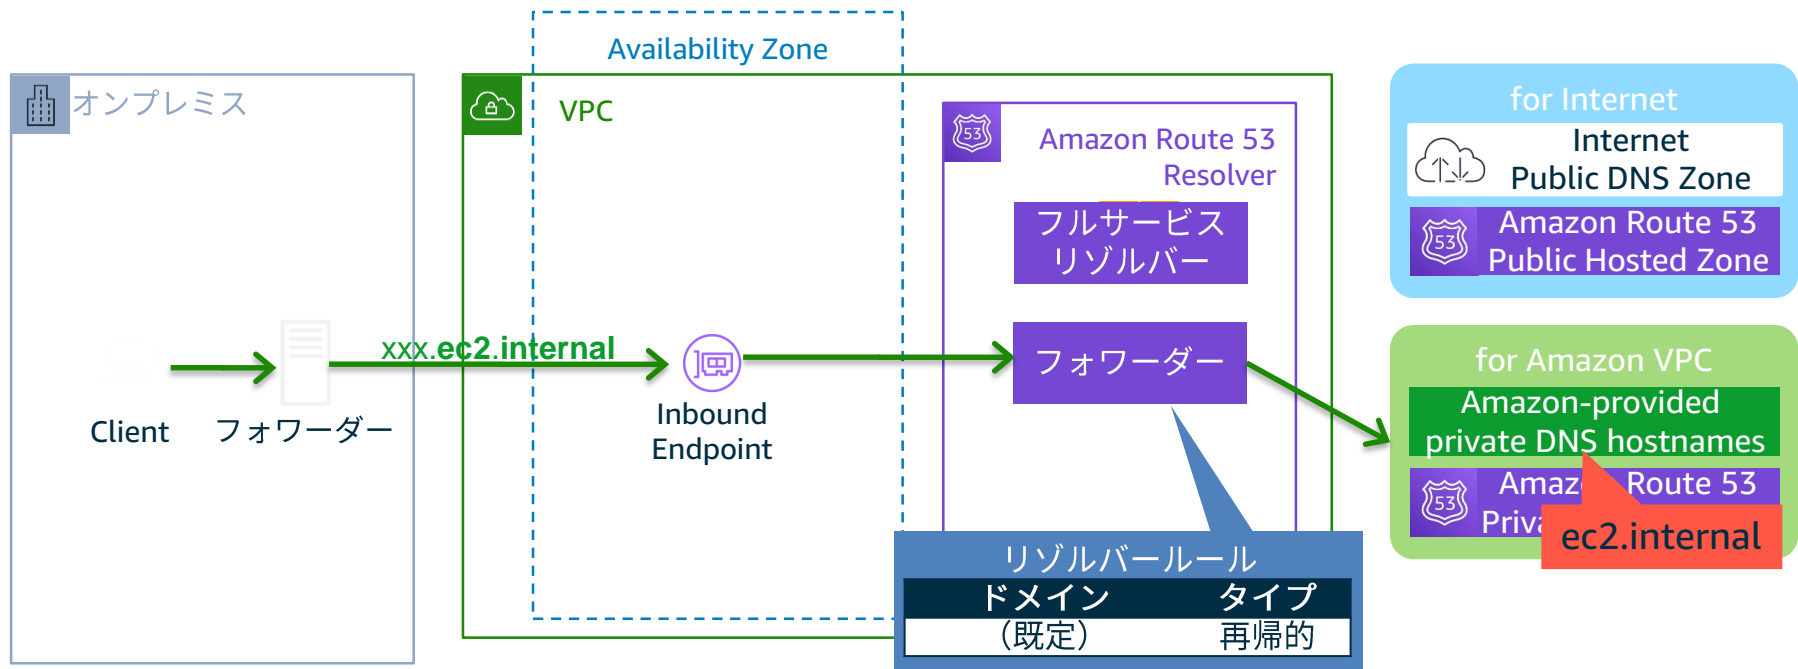 Availability Zone
オンプレミス
VPC
53
Amazon Route 53
Resolver
フルサービス
リゾルバー
xxx.ec2.internal
フォワーダー
Client
フォワーダー
Inbound
Endpoint
リゾルバールール
ドメイン タイプ
（既定） 再帰的
for Internet
Internet
Public DNS Zone
53
Amazon Route 53
Public Hosted Zone
for Amazon VPC
Amazon-provided
private DNS hostnames
53
Route 53
ec2.internal